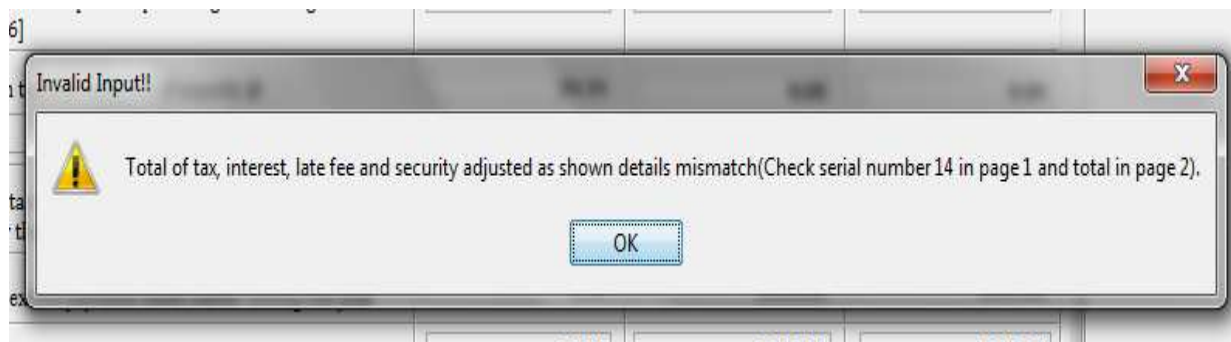 6]
Invalid Input!!
Total of tax, interest, late fee and security adjusted as shown details mismatch(Check serial number 14 in page 1 and total in page 2).
OK